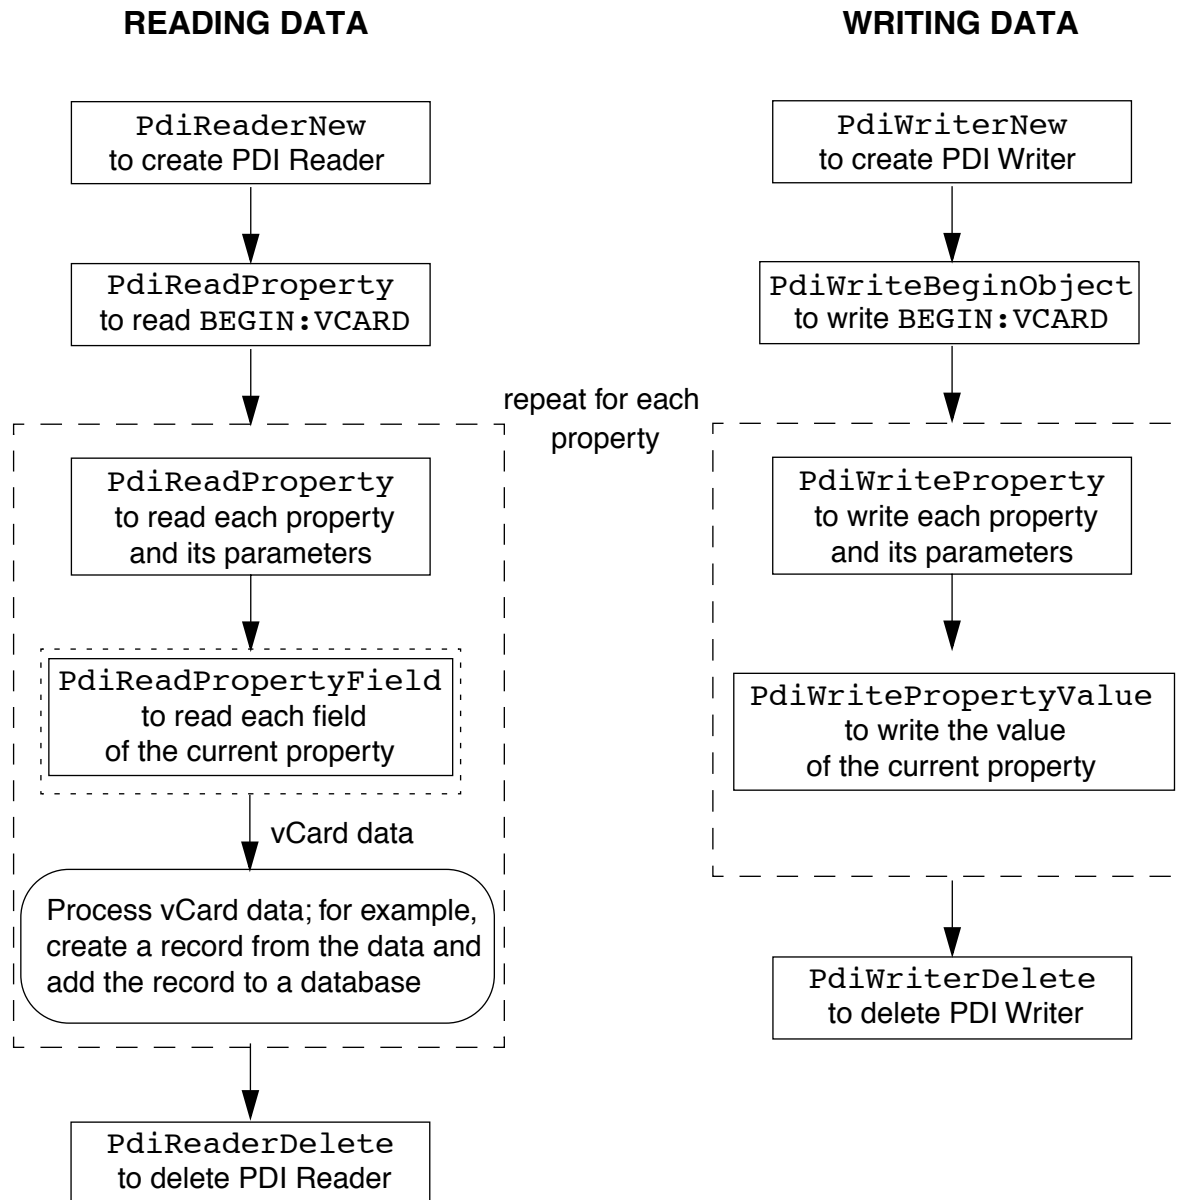 READING DATA
PdiReaderNew
to create PDI Reader
PdiReadProperty
to read BEGIN:VCARD
PdiReadProperty
to read each property
and its parameters
PdiReadPropertyField
to read each field
of the current property
vCard data
Process vCard data; for example,
create a record from the data and
add the record to a database
PdiReaderDelete
to delete PDI Reader
repeat for each
property
WRITING DATA
PdiWriterNew
to create PDI Writer
PdiWriteBeginObject
to write BEGIN:VCARD
PdiWriteProperty
to write each property
and its parameters
PdiWritePropertyValue
to write the value
of the current property
PdiWriterDelete
to delete PDI Writer